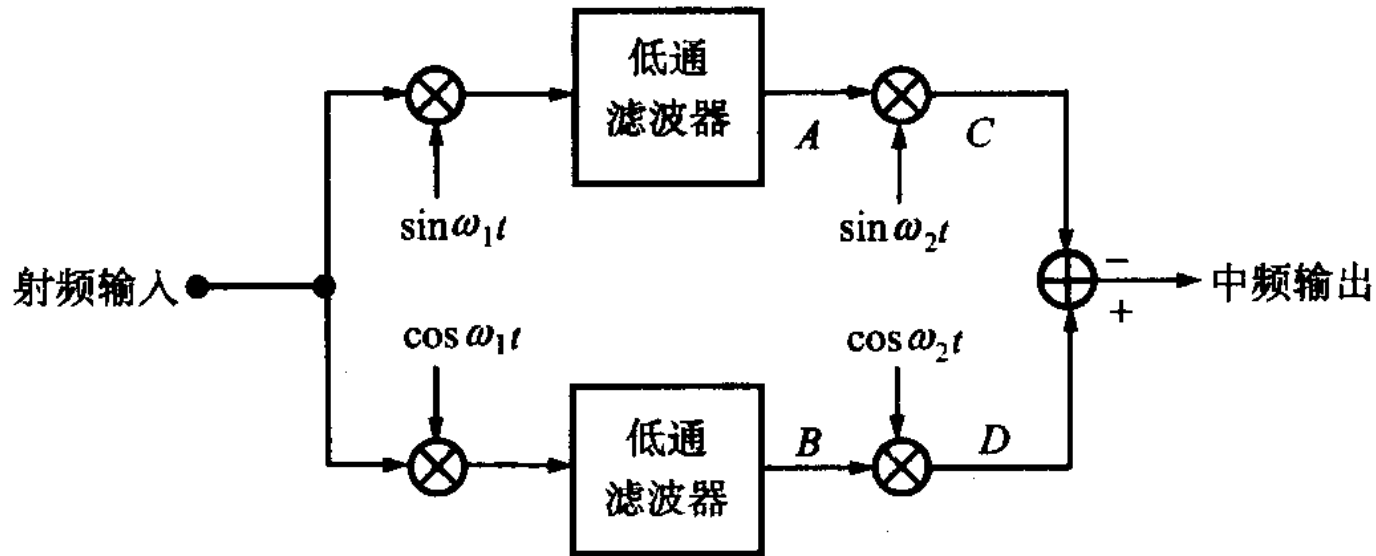 低通
滤波器
A
C
sinω₁t
sinω₂t
射频输入
−
+
中频输出
cosω₁t
cosω₂t
低通
滤波器
B
D